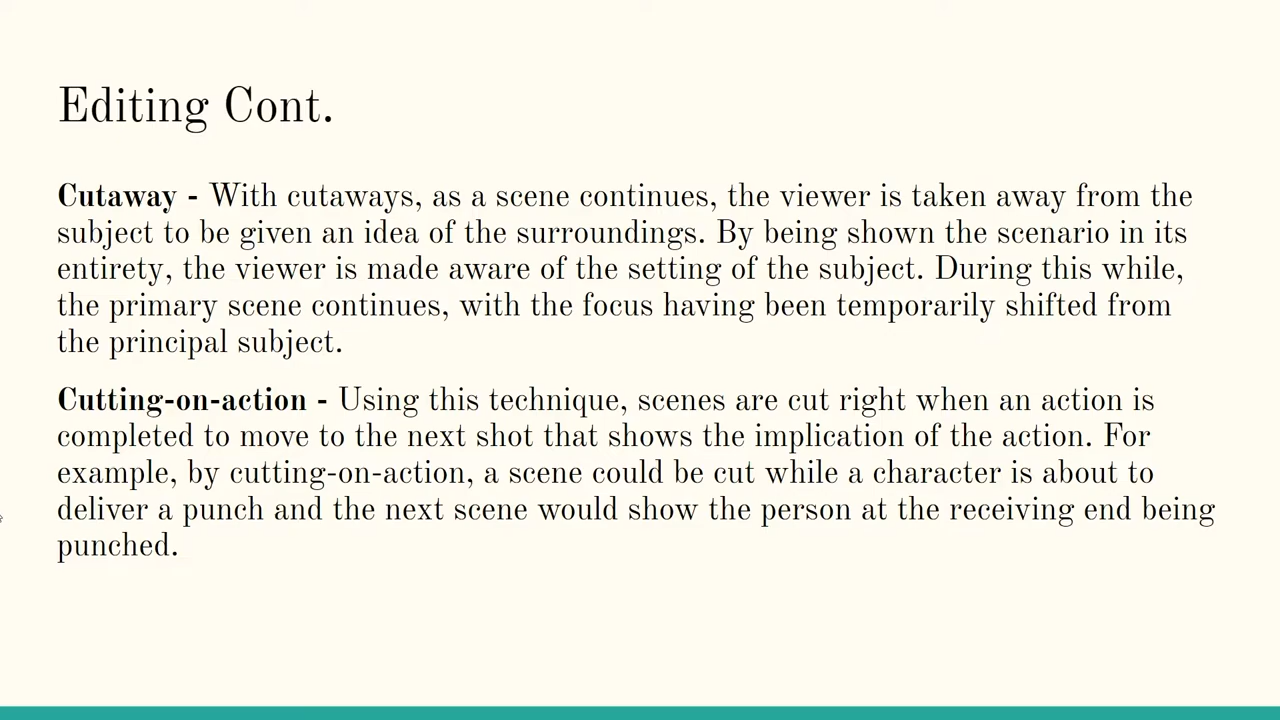 Editing Cont.
Cutaway - With cutaways, as a scene continues, the viewer is taken away from the
subject to be given an idea of the surroundings. By being shown the scenario in its
entirety, the viewer is made aware of the setting of the subject. During this while,
the primary scene continues, with the focus having been temporarily shifted from
the principal subject.
Cutting-on-action - Using this technique, scenes are cut right when an action is
completed to move to the next shot that shows the implication of the action. For
example, by cutting-on-action, a scene could be cut while a character is about to
deliver a punch and the next scene would show the person at the receiving end being
punched.